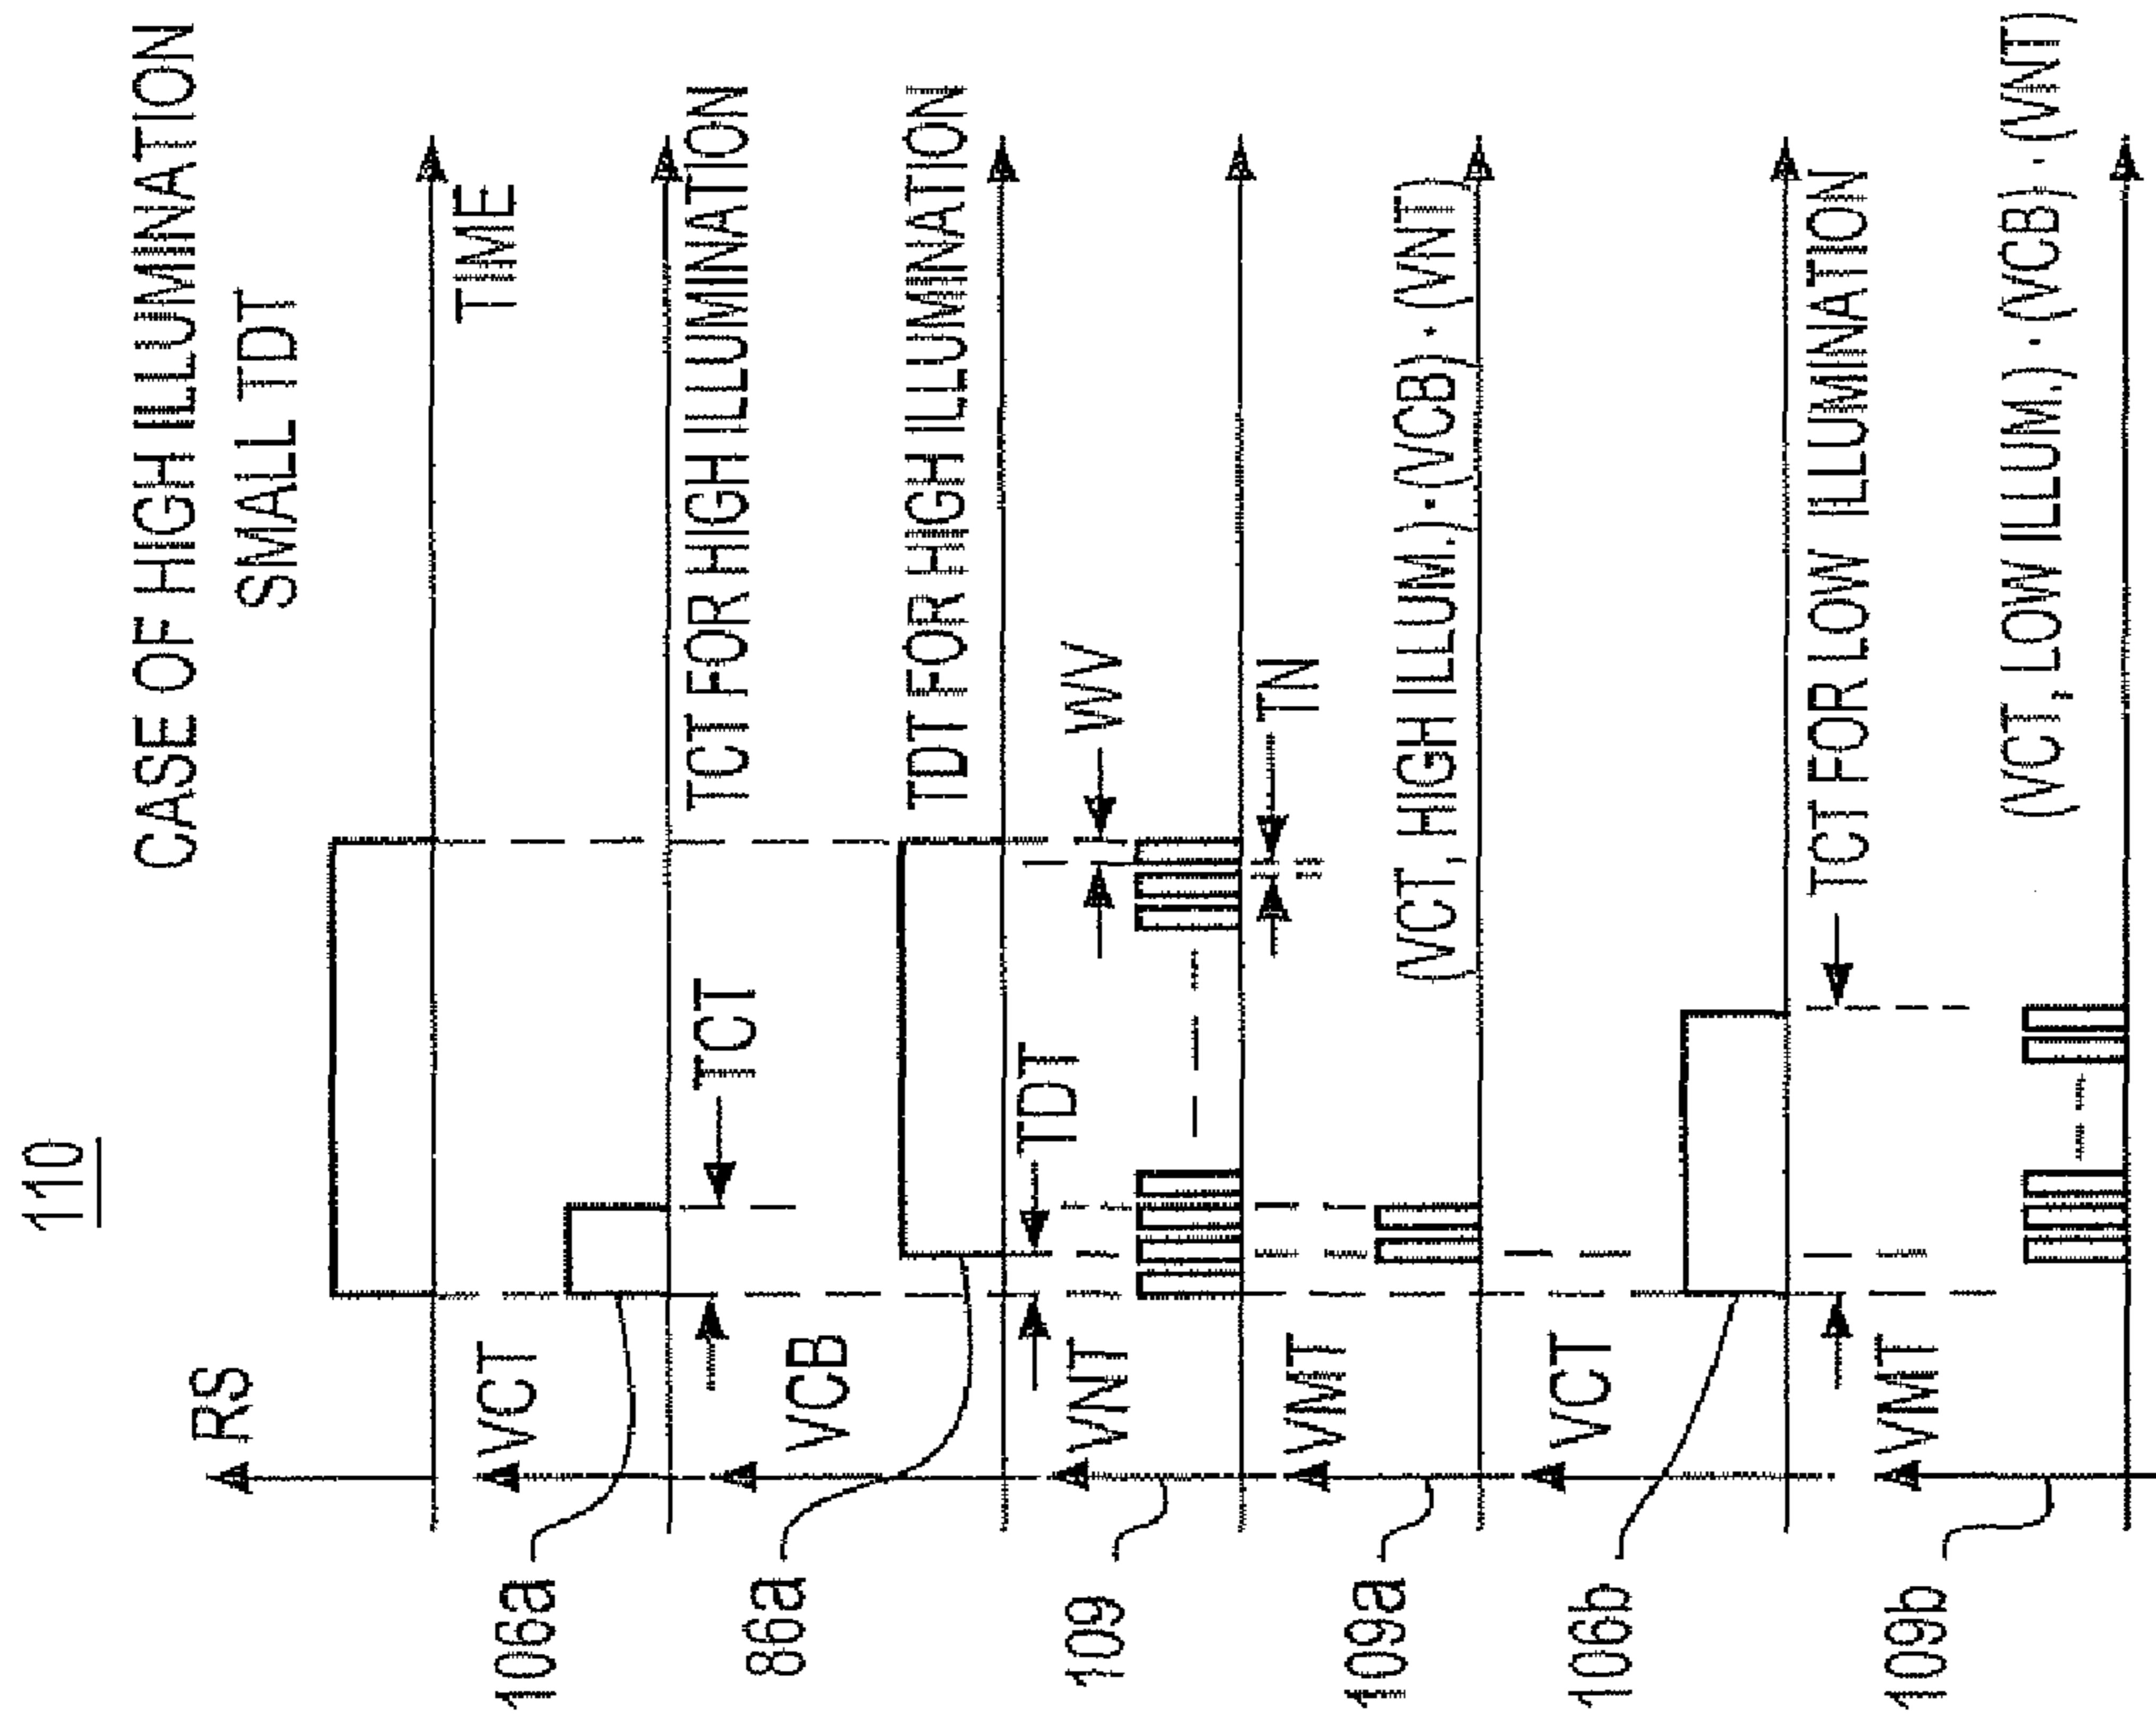 110
CASE OF HIGH ILLUMINATION
SMALL TDT
RS
TIME
106a
VCT
TCT
TCT FOR HIGH ILLUMINATION
86a
VCB
TDT
TDT FOR HIGH ILLUMINATION
109
VNT
WV
TN
109a
VMT
(VCT, HIGH ILLUM.)·(VCB)·(VNT)
106b
VCT
TCT FOR LOW ILLUMINATION
109b
VMT
(VCT, LOW ILLUM.)·(VCB)·(VNT)